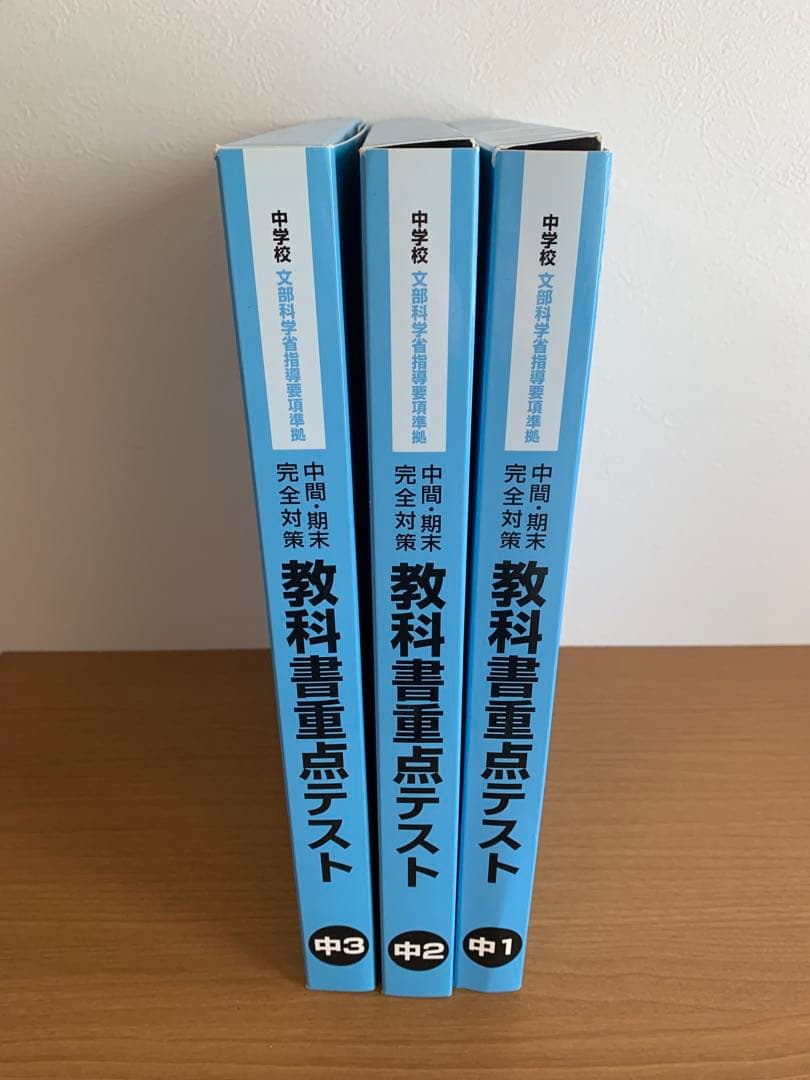 中学校
文部科学省指導要項準拠
中間・期末
完全対策
教科書重点テスト
中3
中学校
文部科学省指導要項準拠
中間・期末
完全対策
教科書重点テスト
中2
中学校
文部科学省指導要項準拠
中間・期末
完全対策
教科書重点テスト
中1